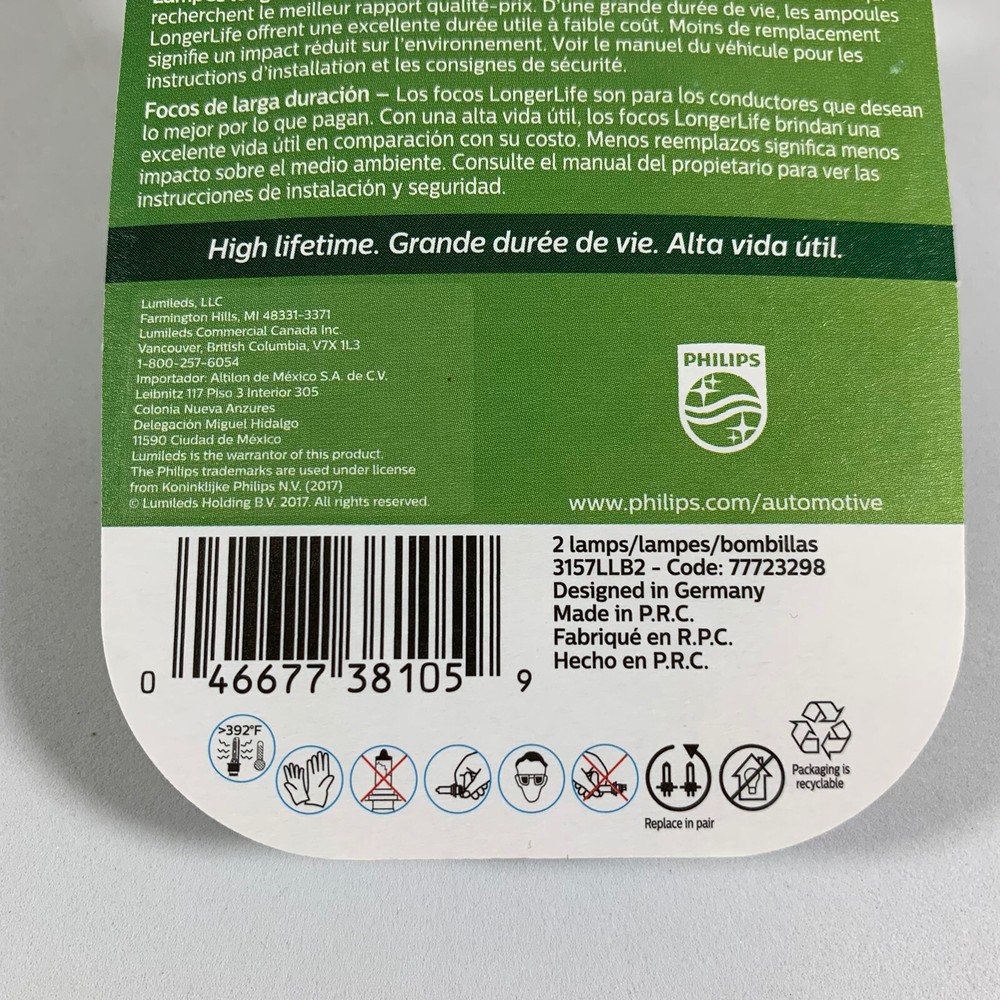 recherchent le meilleur rapport qualité-prix. D'une grande durée de vie, les ampoules
LongerLife offrent une excellente durée utile à faible coût. Moins de remplacement
signifie un impact réduit sur l'environnement. Voir le manuel du véhicule pour les
instructions d'installation et les consignes de sécurité.
Focos de larga duración – Los focos LongerLife son para los conductores que desean
lo mejor por lo que pagan. Con una alta vida útil, los focos LongerLife brindan una
excelente vida útil en comparación con su costo. Menos reemplazos significa menos
impacto sobre el medio ambiente. Consulte el manual del propietario para ver las
instrucciones de instalación y seguridad.
High lifetime. Grande durée de vie. Alta vida útil.
Lumileds, LLC
Farmington Hills, MI 48331-3371
Lumileds Commercial Canada Inc.
Vancouver, British Columbia, V7X 1L3
1-800-257-6054
Importador: Altilon de México S.A. de C.V.
Leibnitz 117 Piso 3 Interior 305
Colonia Nueva Anzures
Delegación Miguel Hidalgo
11590 Ciudad de México
Lumileds is the warrantor of this product.
The Philips trademarks are used under license
from Koninklijke Philips N.V. (2017)
© Lumileds Holding B.V. 2017. All rights reserved.
PHILIPS
www.philips.com/automotive
2 lamps/lampes/bombillas
3157LLB2 - Code: 77723298
Designed in Germany
Made in P.R.C.
Fabriqué en R.P.C.
Hecho en P.R.C.
0 46677 38105 9
>392°F
Replace in pair
Packaging is
recyclable